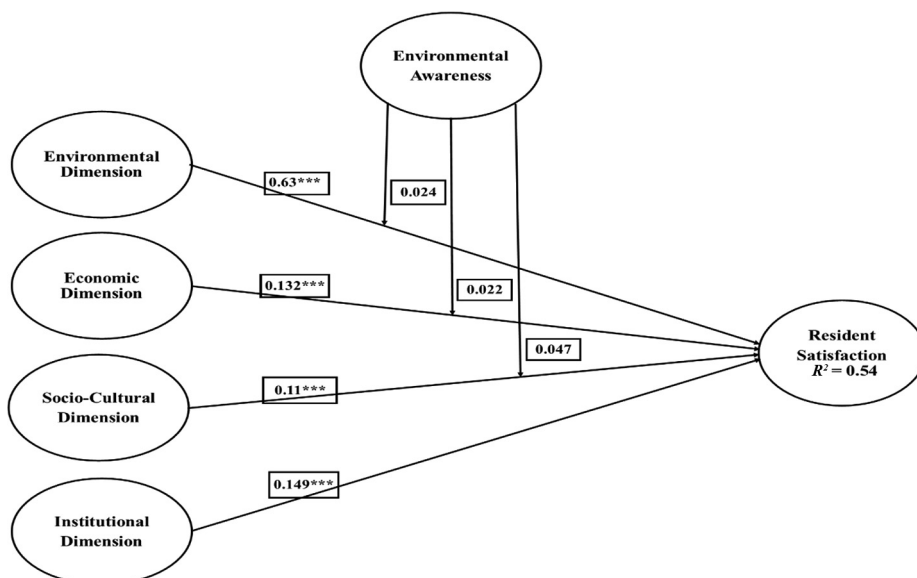 Environmental
Awareness
Environmental
Dimension
0.63***
0.024
Economic
Dimension
0.132***
0.022
0.047
Resident
Satisfaction
R² = 0.54
Socio-Cultural
Dimension
0.11***
0.149***
Institutional
Dimension